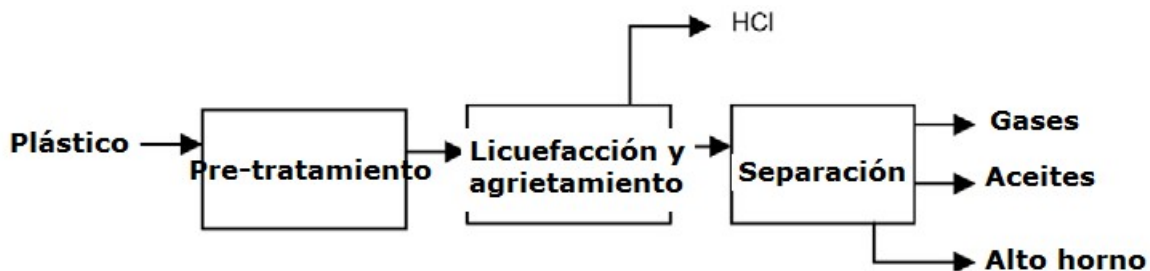 HCl
Plástico
Pre-tratamiento
Licuefacción y
agrietamiento
Separación
Gases
Aceites
Alto horno